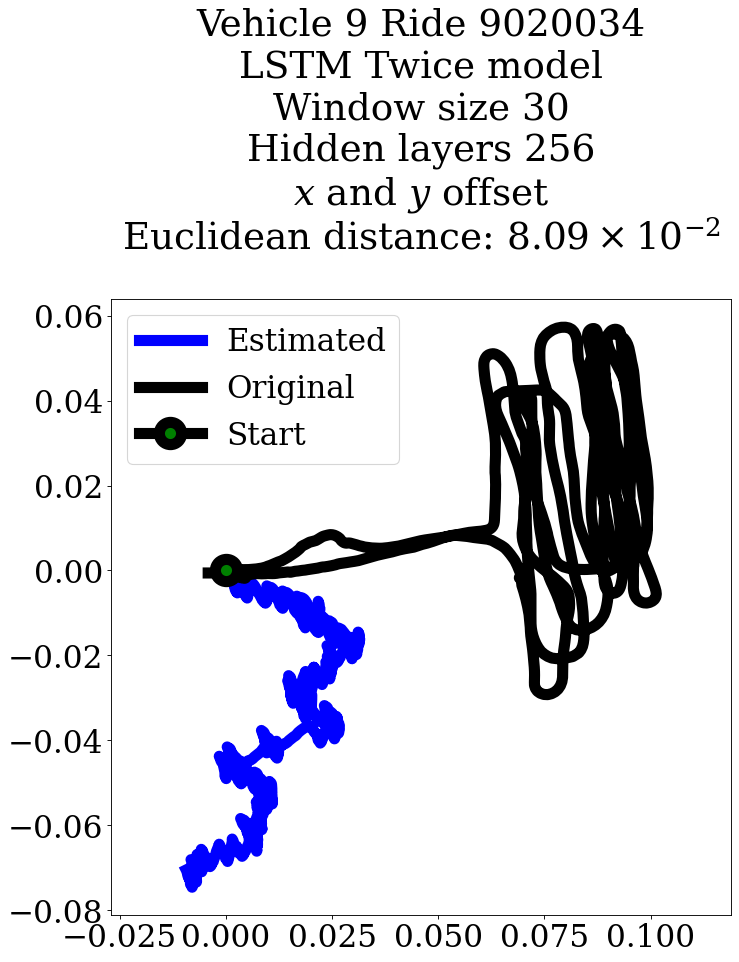 Vehicle 9 Ride 9020034
LSTM Twice model
Window size 30
Hidden layers 256
x and y offset
Euclidean distance: 8.09 × 10⁻²
Estimated
Original
Start
0.06
0.04
0.02
0.00
−0.02
−0.04
−0.06
−0.08
−0.025 0.000 0.025 0.050 0.075 0.100